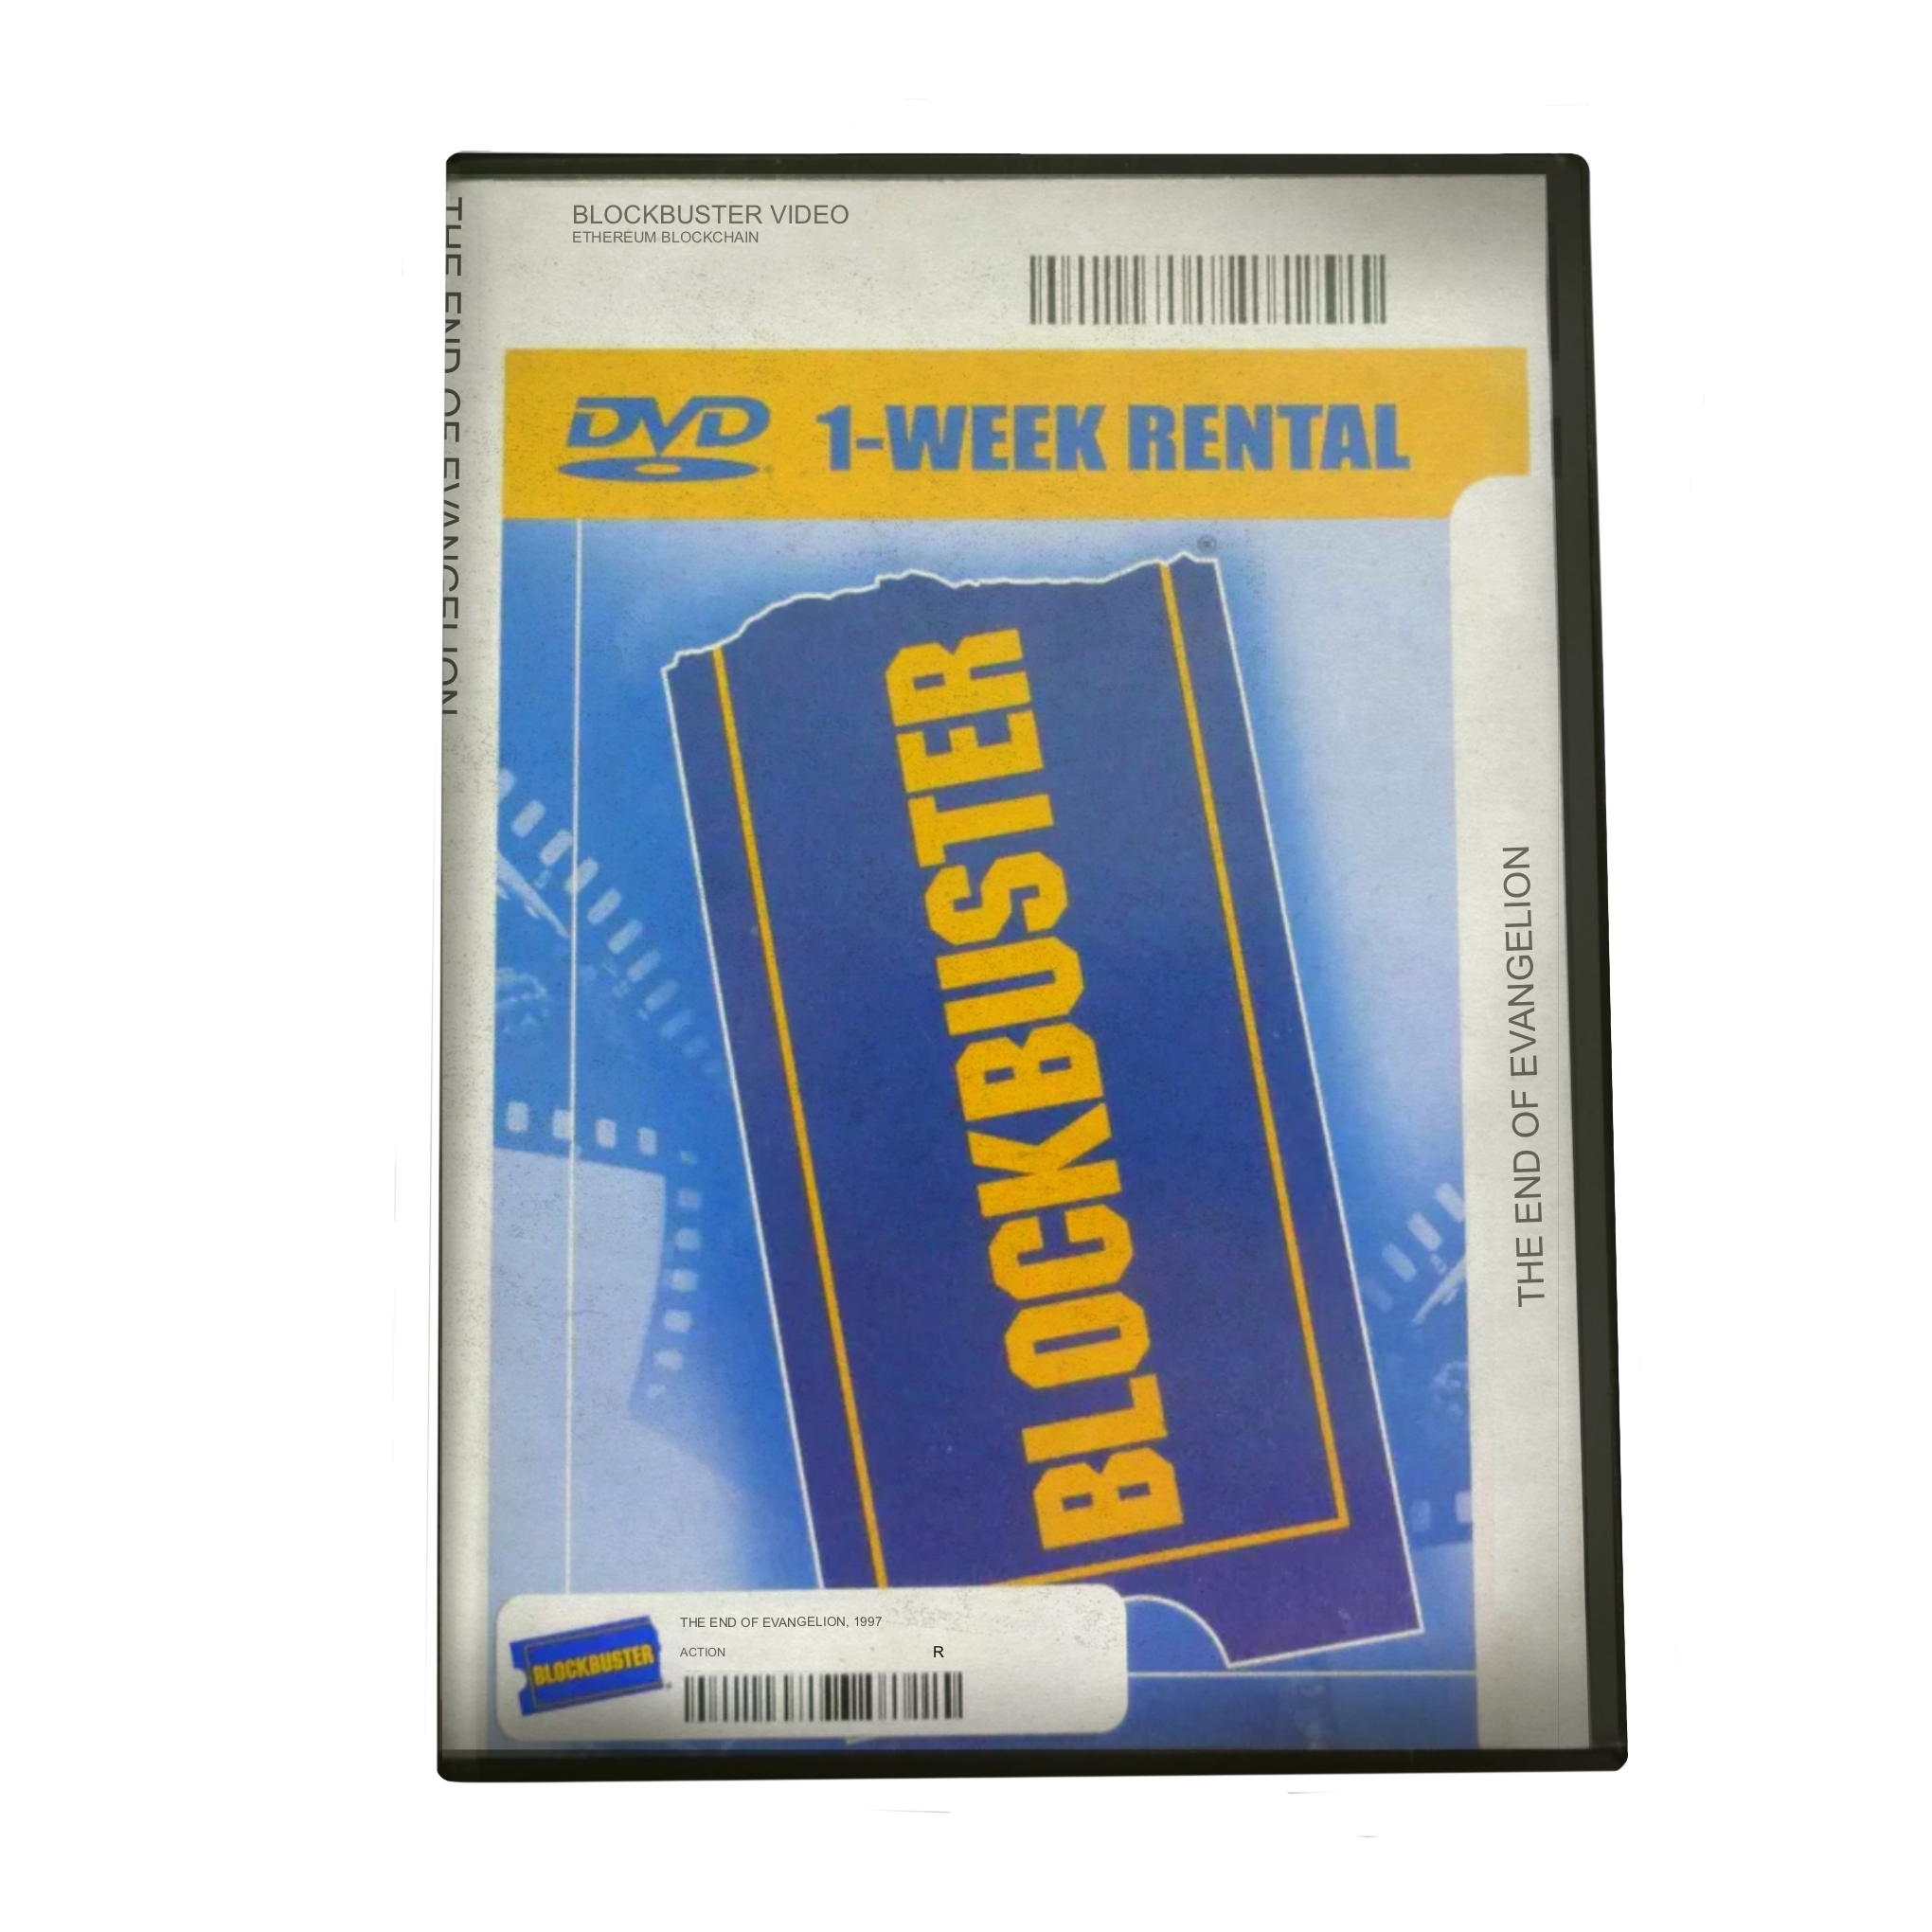 BLOCKBUSTER VIDEO
ETHEREUM BLOCKCHAIN
THE END OF EVANGELION
DVD 1-WEEK RENTAL
®
BLOCKBUSTER
THE END OF EVANGELION
BLOCKBUSTER
THE END OF EVANGELION, 1997
ACTION R